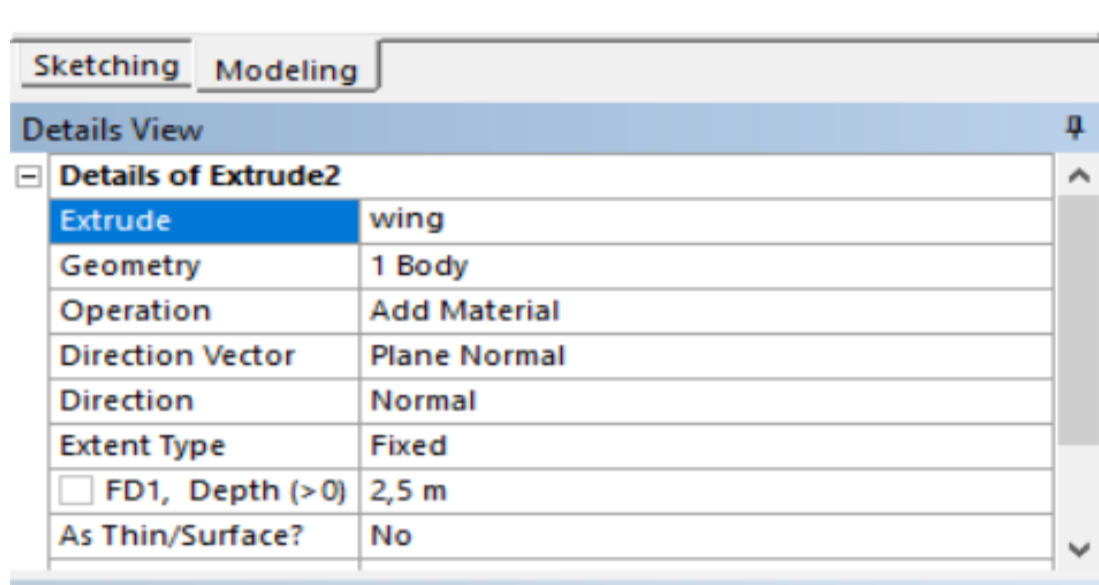 Sketching Modeling
Details View
Details of Extrude2
Extrude wing
Geometry 1 Body
Operation Add Material
Direction Vector Plane Normal
Direction Normal
Extent Type Fixed
FD1, Depth (>0) 2,5 m
As Thin/Surface? No